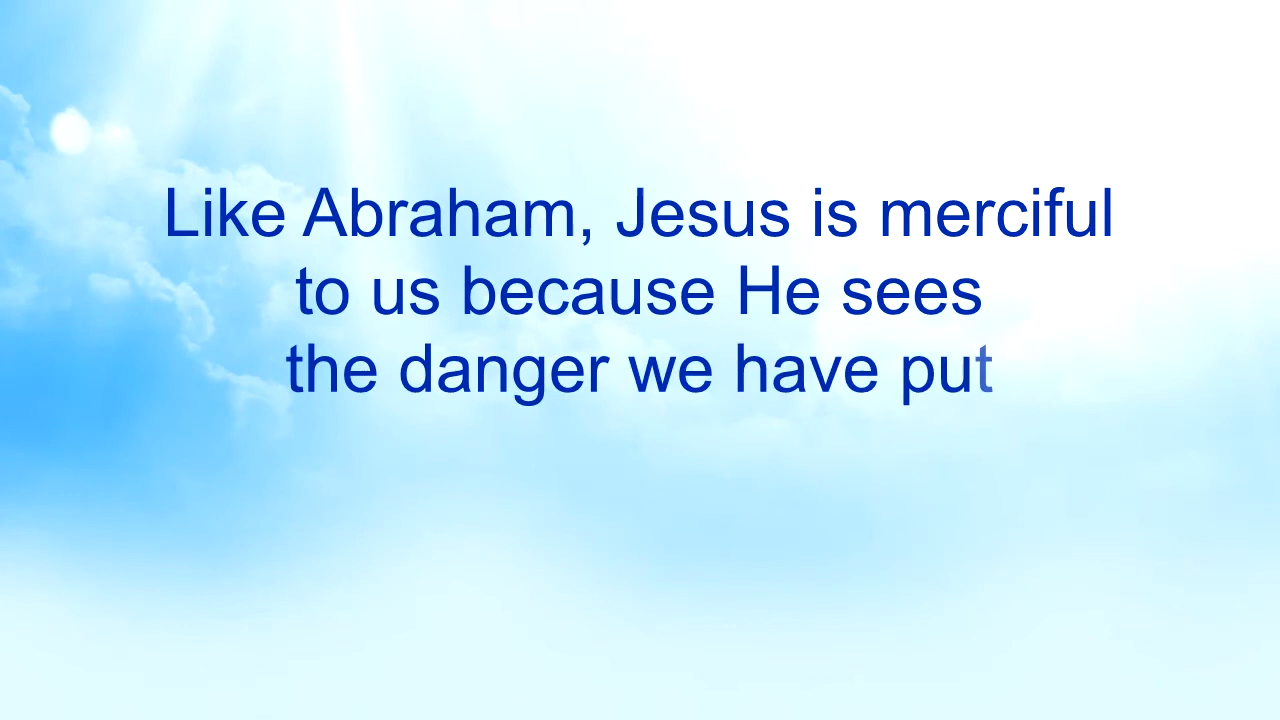 Like Abraham, Jesus is merciful
to us because He sees
the danger we have put